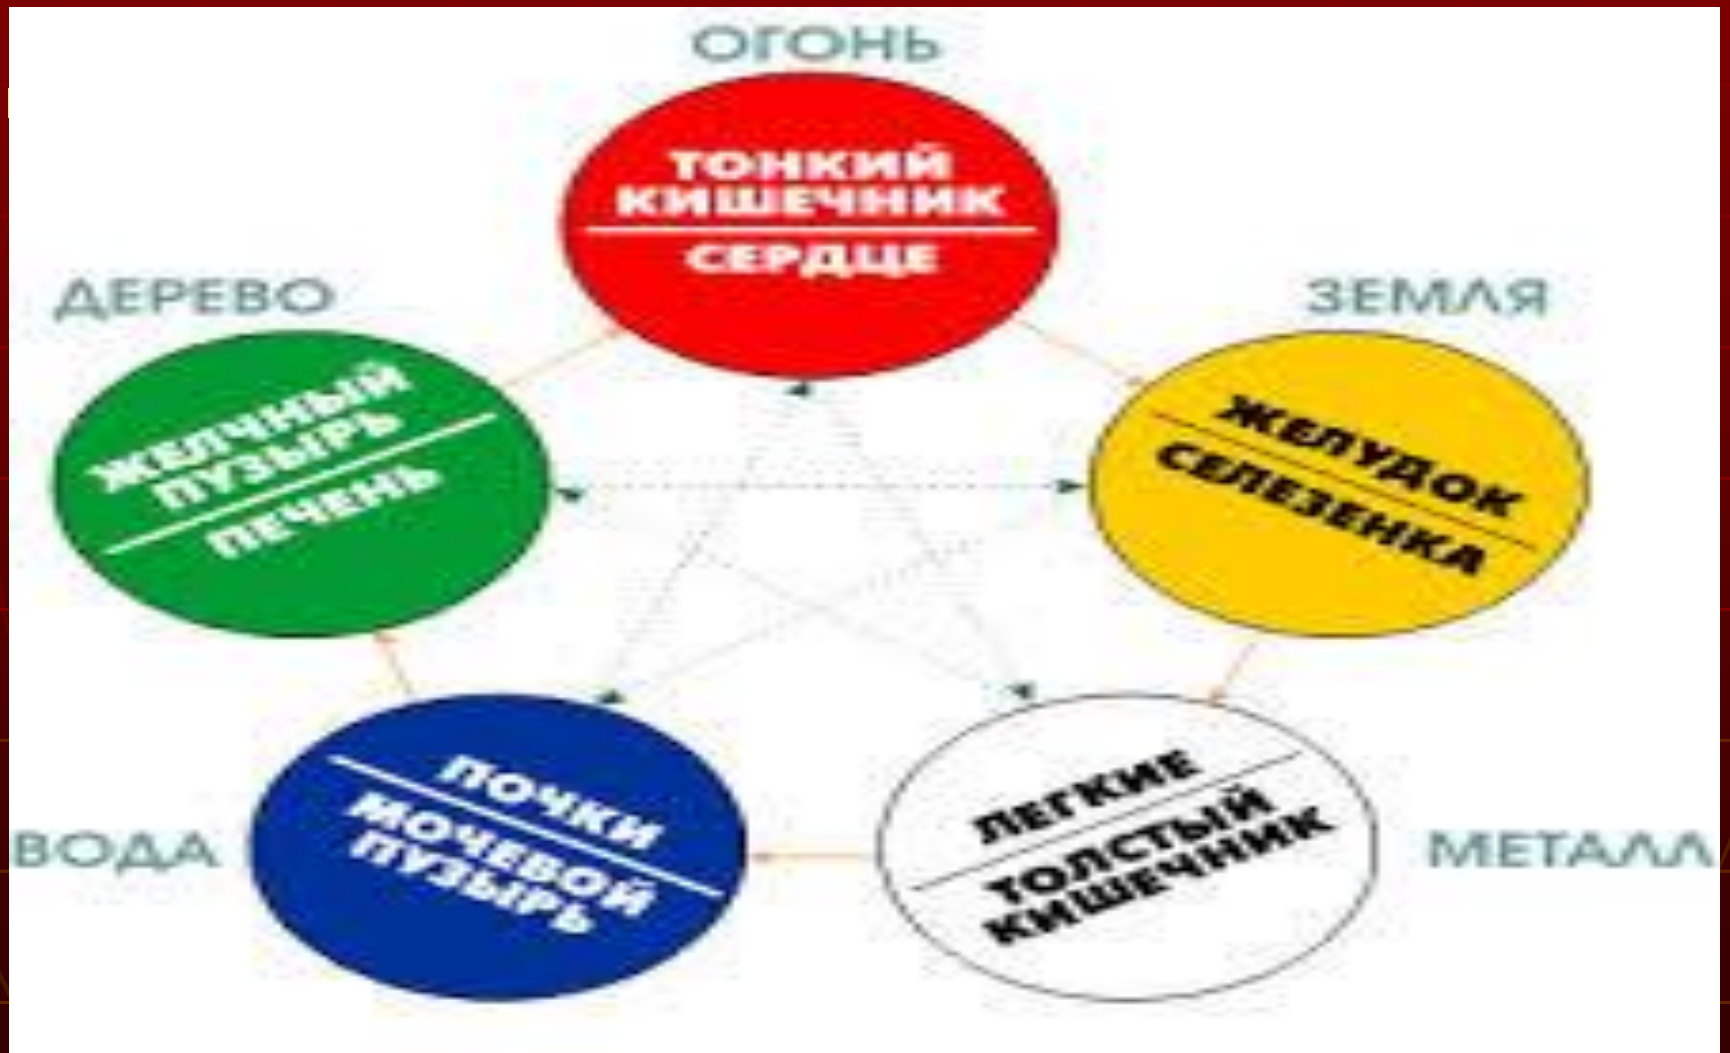 ОГОНЬ
ТОНКИЙ
КИШЕЧНИК
СЕРДЦЕ
ДЕРЕВО
ЖЕЛЧНЫЙ
ПУЗЫРЬ
ПЕЧЕНЬ
ЗЕМЛЯ
ЖЕЛУДОК
СЕЛЕЗЕНКА
ВОДА
ПОЧКИ
МОЧЕВОЙ
ПУЗЫРЬ
ЛЕГКИЕ
ТОЛСТЫЙ
КИШЕЧНИК
МЕТАЛЛ